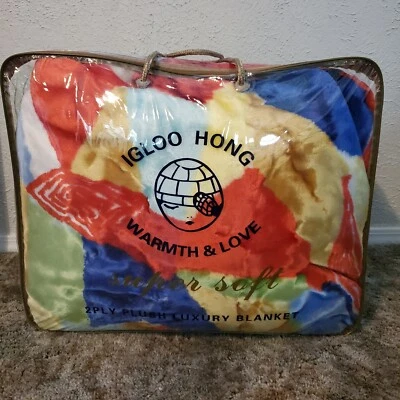 IGLOO HONG
WARMTH & LOVE
super soft
2PLY PLUSH LUXURY BLANKET